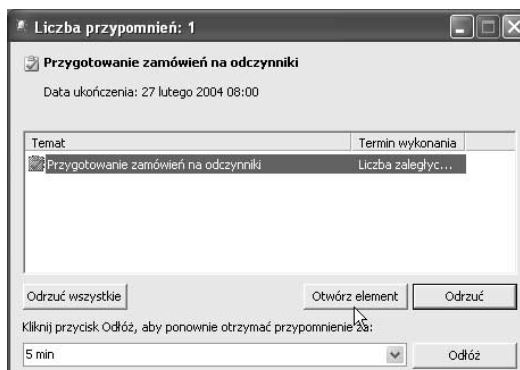 Liczba przypomnień: 1
Przygotowanie zamówień na odczynniki
Data ukończenia: 27 lutego 2004 08:00
Temat Termin wykonania
Przygotowanie zamówień na odczynniki Liczba zaległyc...
Odrzuć wszystkie Otwórz element Odrzuć
Kliknij przycisk Odłóż, aby ponownie otrzymać przypomnienie za:
5 min Odłóż